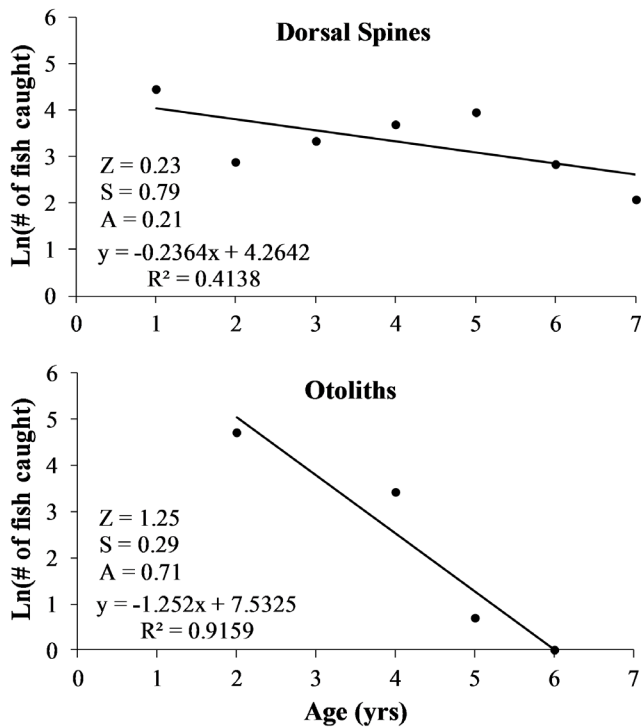 Dorsal Spines
Ln(# of fish caught)
6
5
4
3
2
1
0
Z = 0.23
S = 0.79
A = 0.21
y = -0.2364x + 4.2642
R² = 0.4138
0 1 2 3 4 5 6 7
Otoliths
Ln(# of fish caught)
6
5
4
3
2
1
0
Z = 1.25
S = 0.29
A = 0.71
y = -1.252x + 7.5325
R² = 0.9159
0 1 2 3 4 5 6 7
Age (yrs)